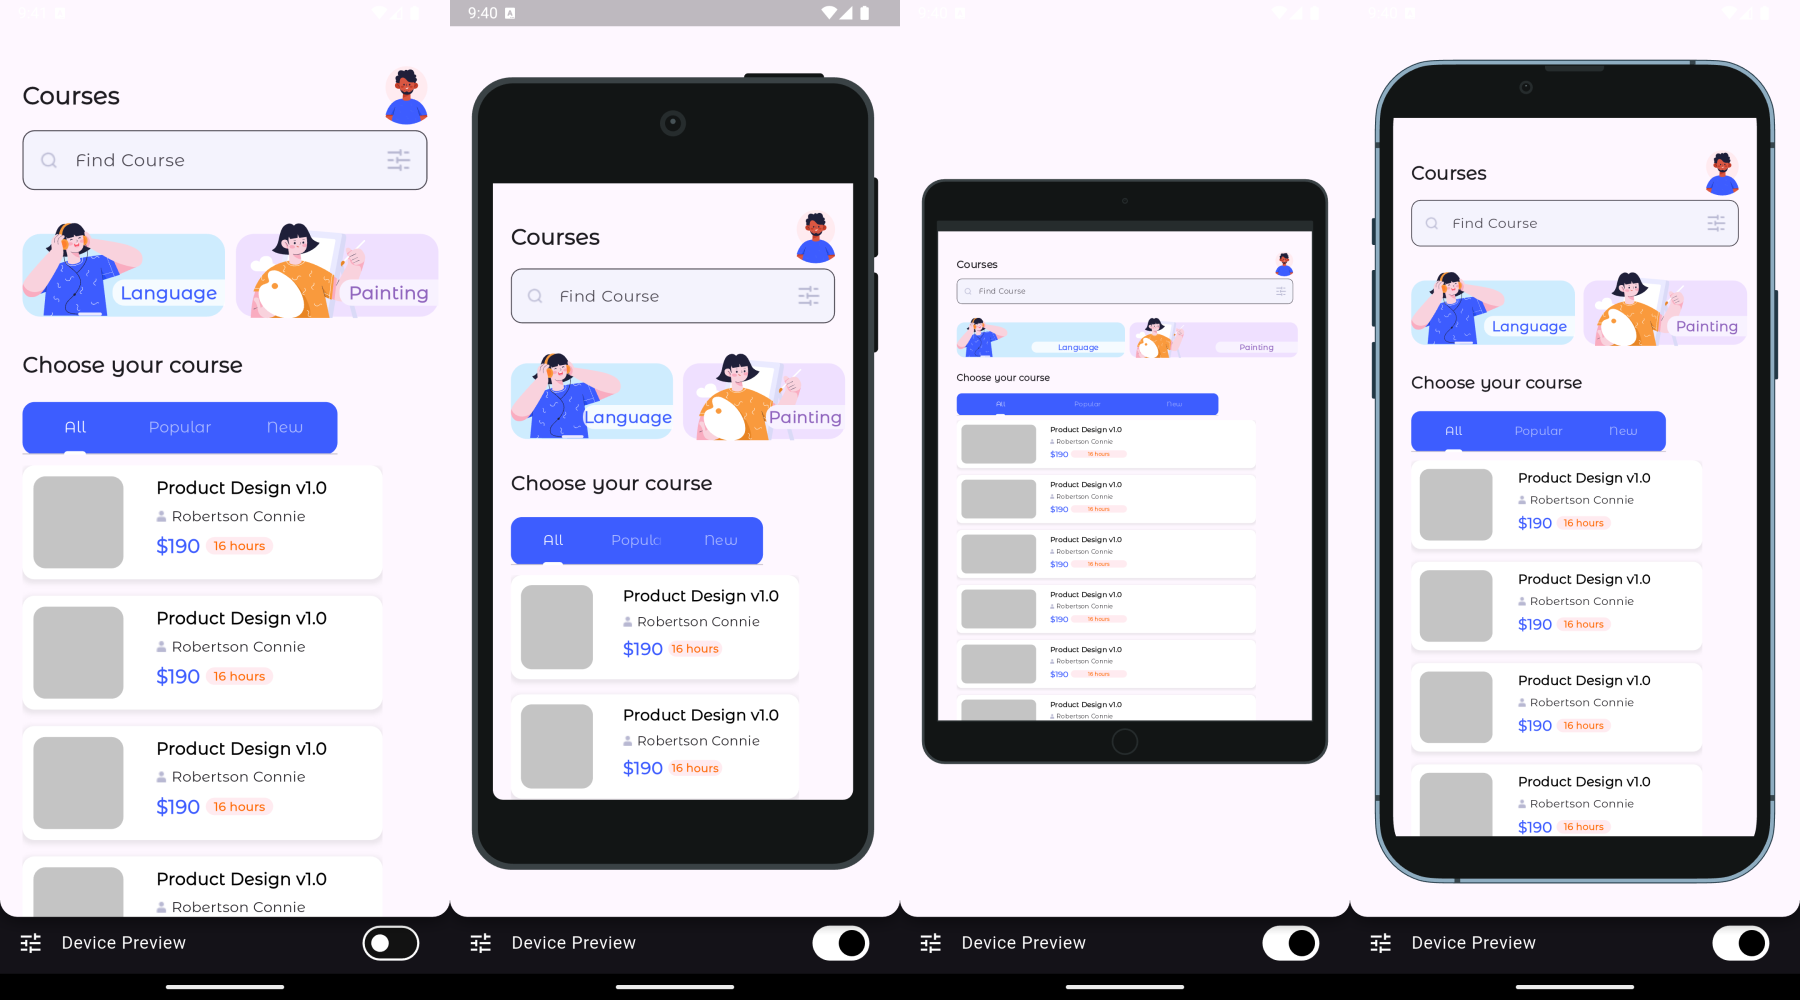 9:41
Courses
Find Course
Language
Painting
Choose your course
All Popular New
Product Design v1.0
Robertson Connie
$190 16 hours
Product Design v1.0
Robertson Connie
$190 16 hours
Product Design v1.0
Robertson Connie
$190 16 hours
Product Design v1.0
Robertson Connie
Device Preview
9:40 A
Courses
Find Course
Language
Painting
Choose your course
All Popular New
Product Design v1.0
Robertson Connie
$190 16 hours
Product Design v1.0
Robertson Connie
$190 16 hours
Device Preview
9:40
Courses
Find Course
Language
Painting
Choose your course
All Popular New
Product Design v1.0
Robertson Connie
$190 16 hours
Product Design v1.0
Robertson Connie
$190 16 hours
Product Design v1.0
Robertson Connie
$190 16 hours
Product Design v1.0
Robertson Connie
$190 16 hours
Product Design v1.0
Robertson Connie
$190 16 hours
Product Design v1.0
Robertson Connie
Device Preview
9:40
Courses
Find Course
Language
Painting
Choose your course
All Popular New
Product Design v1.0
Robertson Connie
$190 16 hours
Product Design v1.0
Robertson Connie
$190 16 hours
Product Design v1.0
Robertson Connie
$190 16 hours
Product Design v1.0
Robertson Connie
$190 16 hours
Device Preview